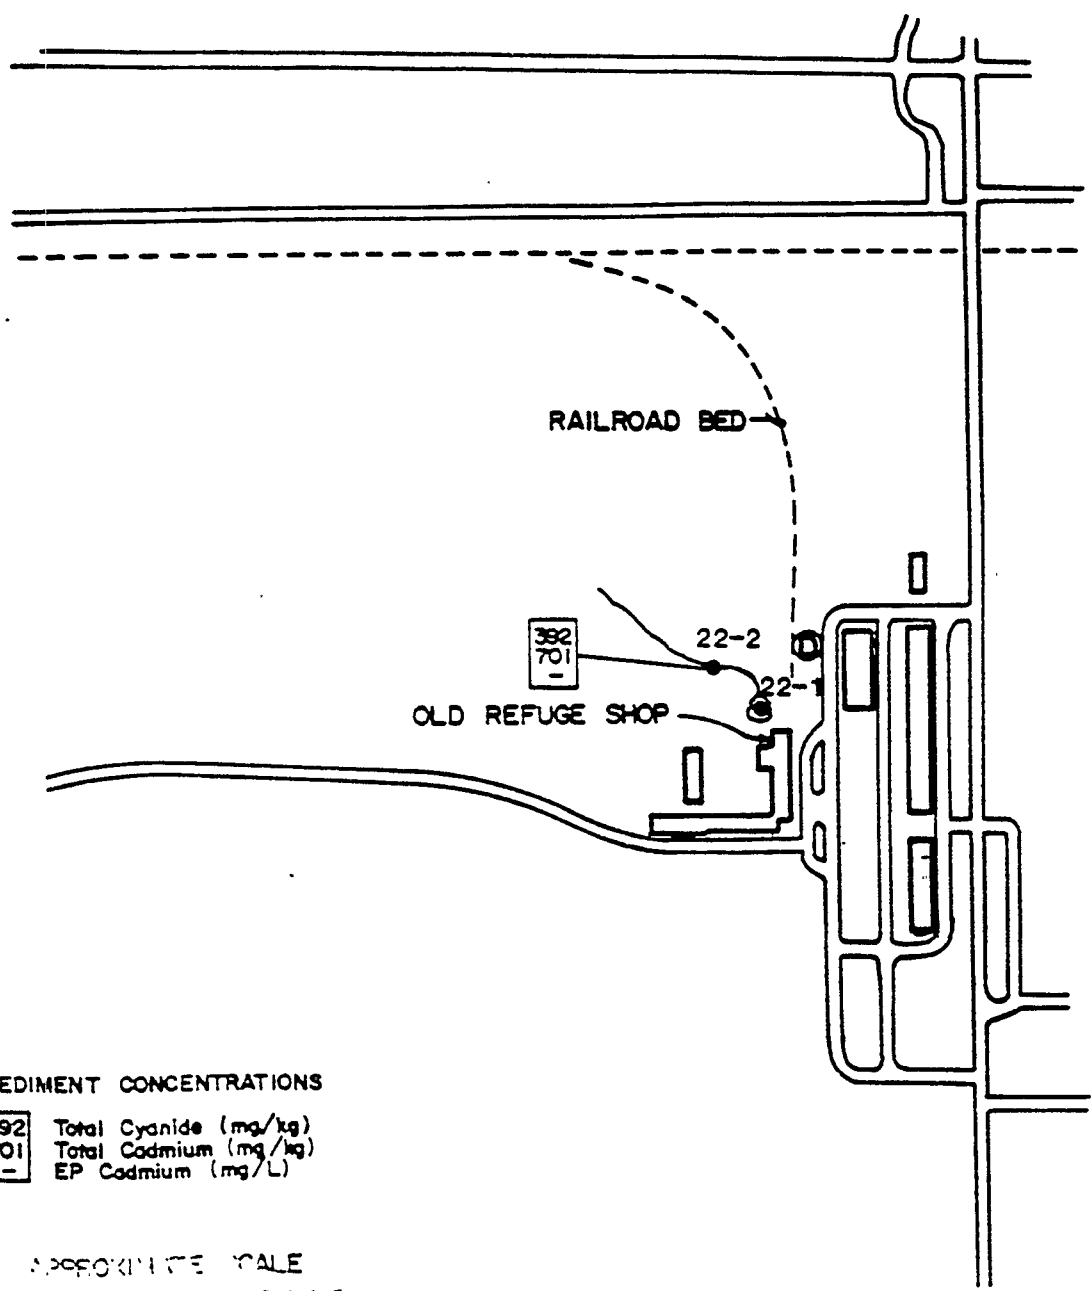 RAILROAD BED
392
701
-
22-2
22-1
OLD REFUGE SHOP
EDIMENT CONCENTRATIONS
92 Total Cyanide (mg/kg)
01 Total Cadmium (mg/kg)
- EP Cadmium (mg/L)